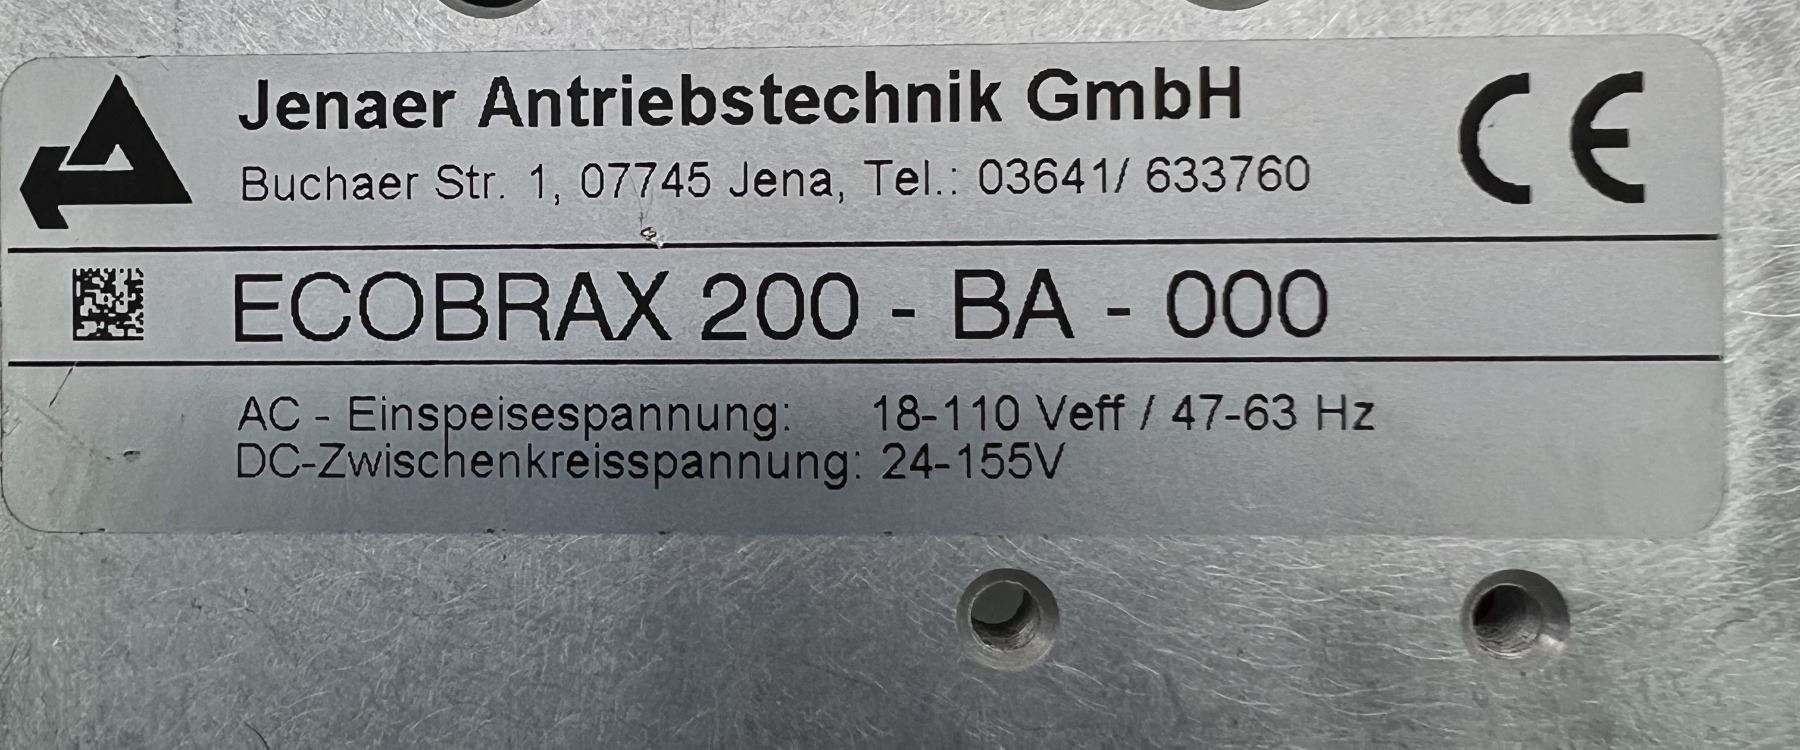 Jenaer Antriebstechnik GmbH
Buchaer Str. 1, 07745 Jena, Tel.: 03641/ 633760
CE
ECOBRAX 200 - BA - 000
AC - Einspeisespannung: 18-110 Veff / 47-63 Hz
DC-Zwischenkreisspannung: 24-155V